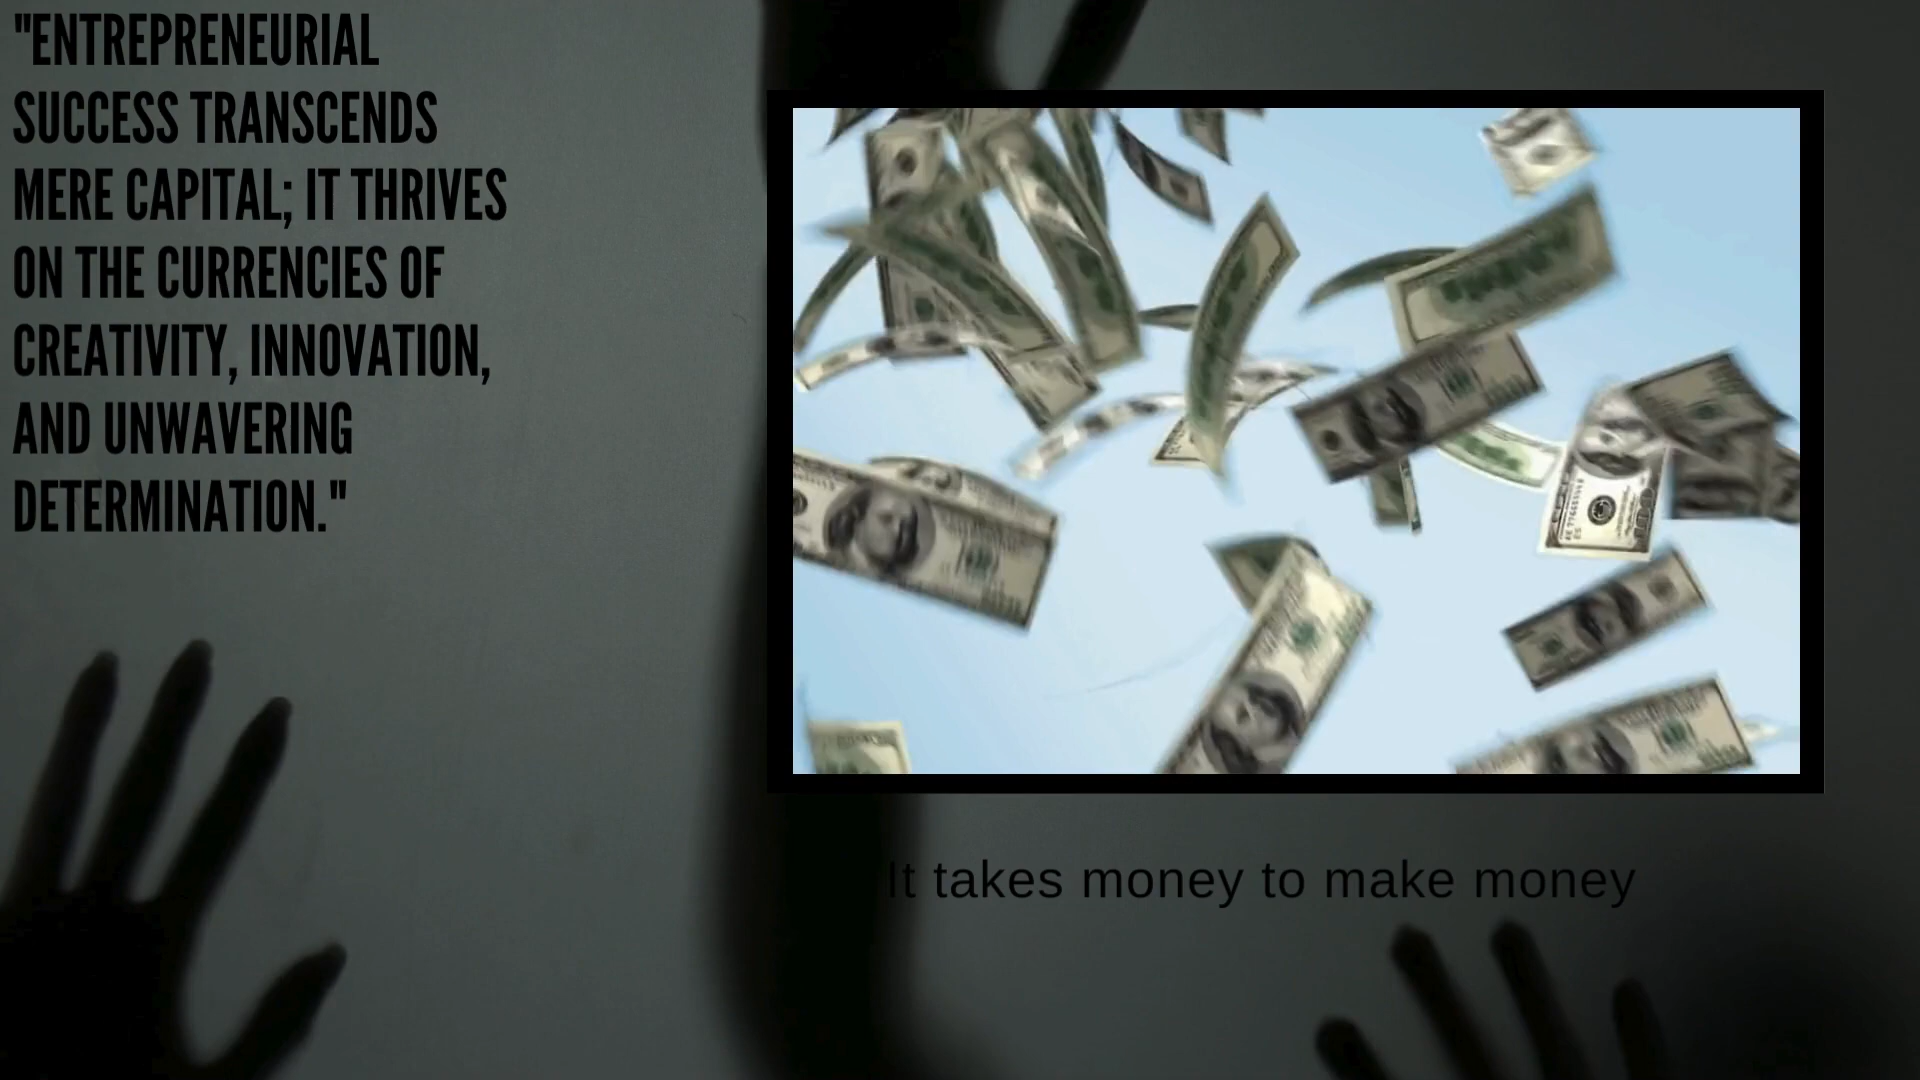 "ENTREPRENEURIAL
SUCCESS TRANSCENDS
MERE CAPITAL; IT THRIVES
ON THE CURRENCIES OF
CREATIVITY, INNOVATION,
AND UNWAVERING
DETERMINATION."
It takes money to make money